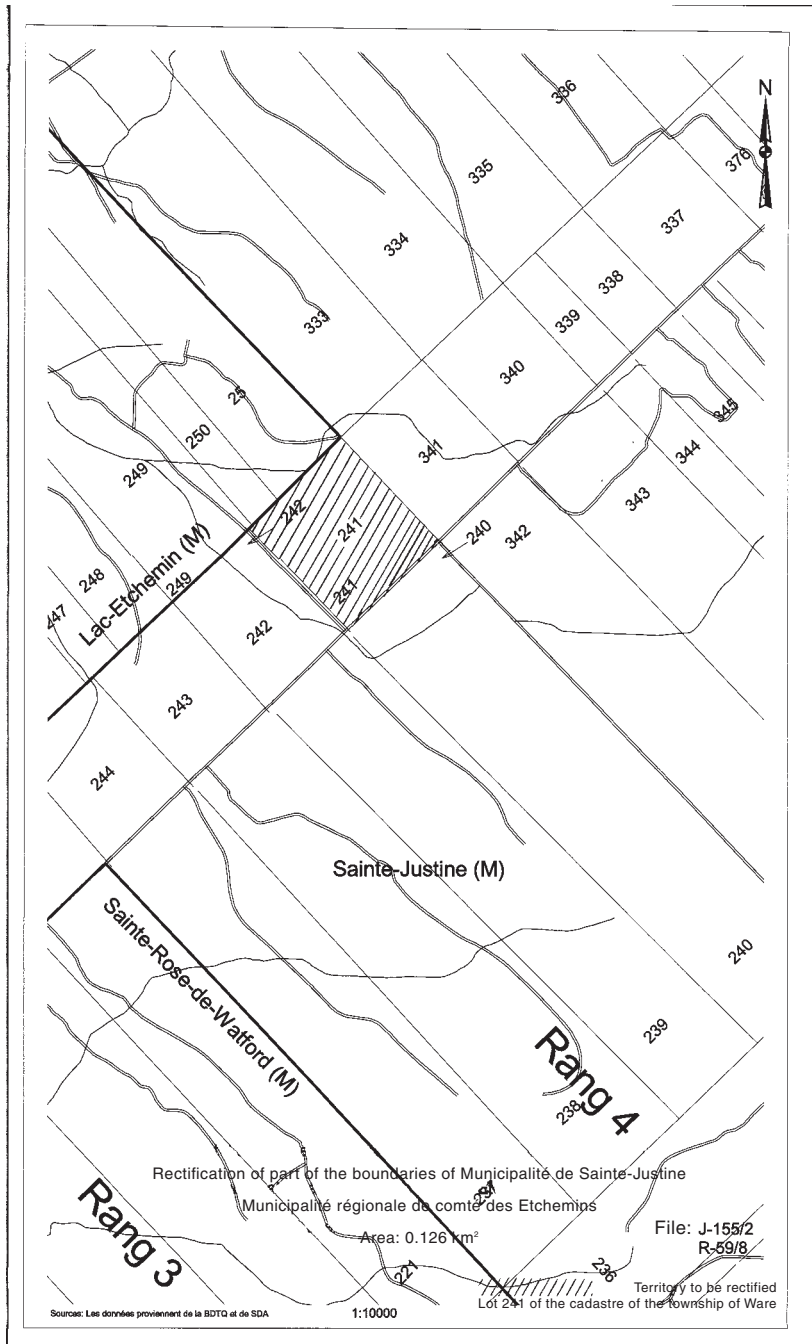 N
336
335
376
334
337
338
339
333
340
25
345
250
341
344
249
343
242
241
240
342
Lac-Etchemin (M)
248
249
241
247
242
243
244
Sainte-Justine (M)
Sainte-Rose-de-Watford (M)
240
239
Rang 4
238
Rectification of part of the boundaries of Municipalité de Sainte-Justine
Rang 3
Municipalité régionale de comté des Etchemins
Area: 0.126 km²
File: J-155/2
R-59/8
221
236
Territory to be rectified
Lot 241 of the cadastre of the township of Ware
Sources: Les données proviennent de la BDTQ et de SDA
1:10000